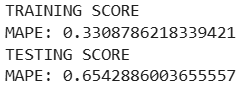 TRAINING SCORE
MAPE: 0.3308786218339421
TESTING SCORE
MAPE: 0.6542886003655557